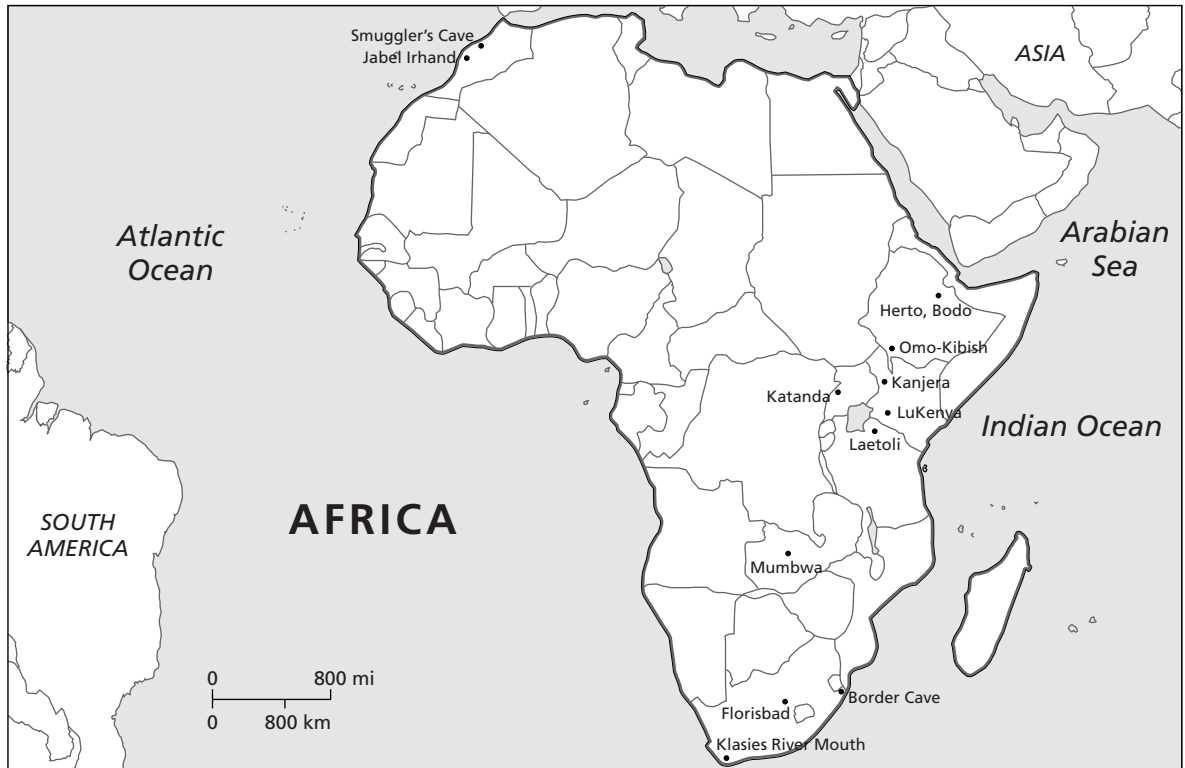 Smuggler's Cave
Jabel Irhand
ASIA
Atlantic
Ocean
Arabian
Sea
Herto, Bodo
Omo-Kibish
Kanjera
Katanda
LuKenya
Indian Ocean
Laetoli
AFRICA
SOUTH
AMERICA
Mumbwa
0 800 mi
0 800 km
Border Cave
Florisbad
Klasies River Mouth